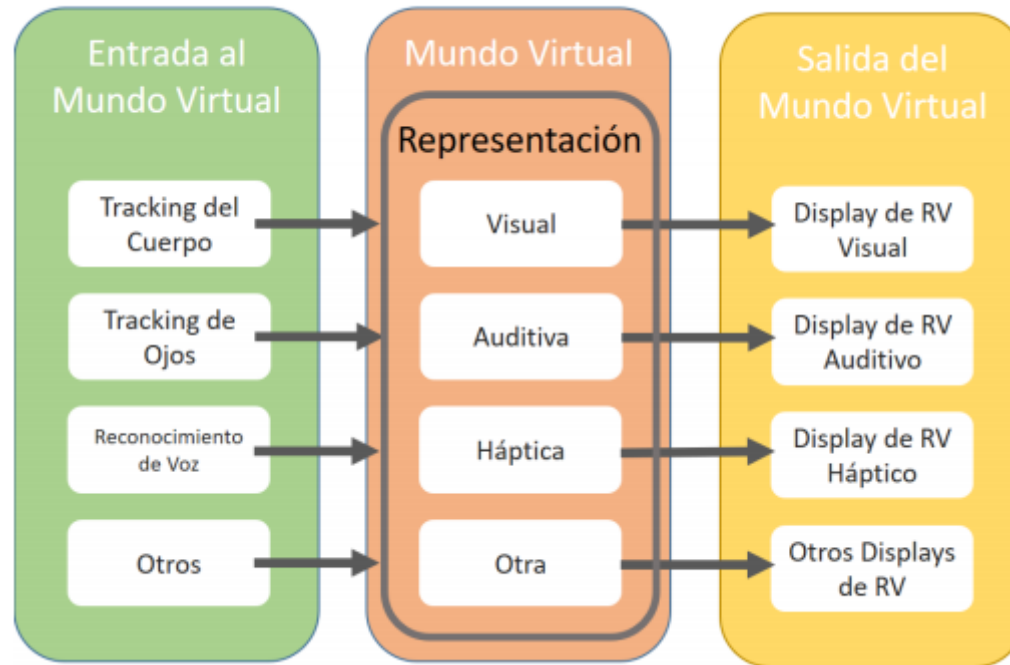 Entrada al
Mundo Virtual
Tracking del
Cuerpo
Tracking de
Ojos
Reconocimiento
de Voz
Otros
Mundo Virtual
Representación
Visual
Auditiva
Háptica
Otra
Salida del
Mundo Virtual
Display de RV
Visual
Display de RV
Auditivo
Display de RV
Háptico
Otros Displays
de RV